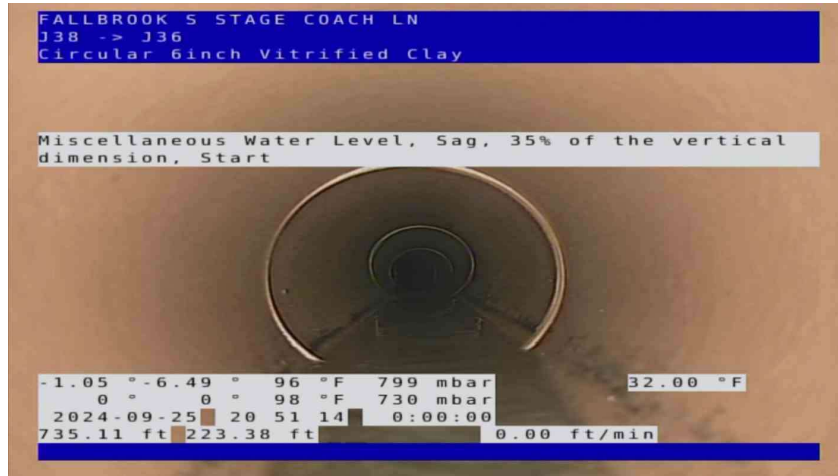 FALLBROOK S STAGE COACH LN
J38 -> J36
Circular 6inch Vitrified Clay
Miscellaneous Water Level, Sag, 35% of the vertical
dimension, Start
-1.05 °-6.49 ° 96 °F 799 mbar 32.00 °F
0 ° 0 ° 98 °F 730 mbar
2024-09-25 20 51 14 0:00:00
735.11 ft 223.38 ft 0.00 ft/min